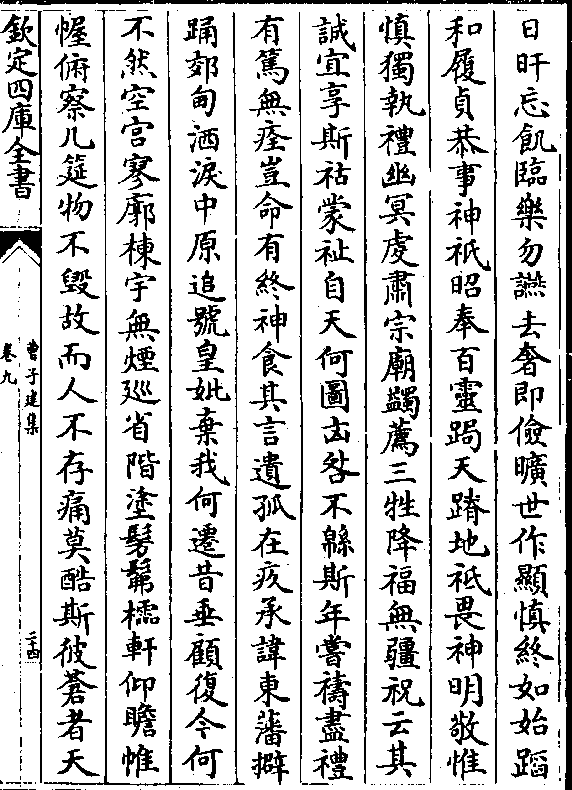 日旰忘飢臨樂勿讌去奢即儉曠世作顯慎終如始蹈
和履貞恭事神祇昭奉百靈跼天蹐地祗畏神明敬惟
慎獨執禮幽冥虔肅宗廟蠲薦三牲降福無疆祝云其
誠宜享斯祜蒙祉自天何圖凶咎不緜斯年嘗禱盡禮
有篤無痊豈命有終神食其言遺孤在疚承諱東藩擗
踊郊甸洒淚中原追號皇妣棄我何遷昔垂顧復今何
不然空宫寥廓棟宇無煙廵省階塗髣髴櫺軒仰瞻帷
幄俯察几筵物不毁故而人不存痛莫酷斯彼蒼者天
欽定四庫全書
曹子建集
卷九
二十四